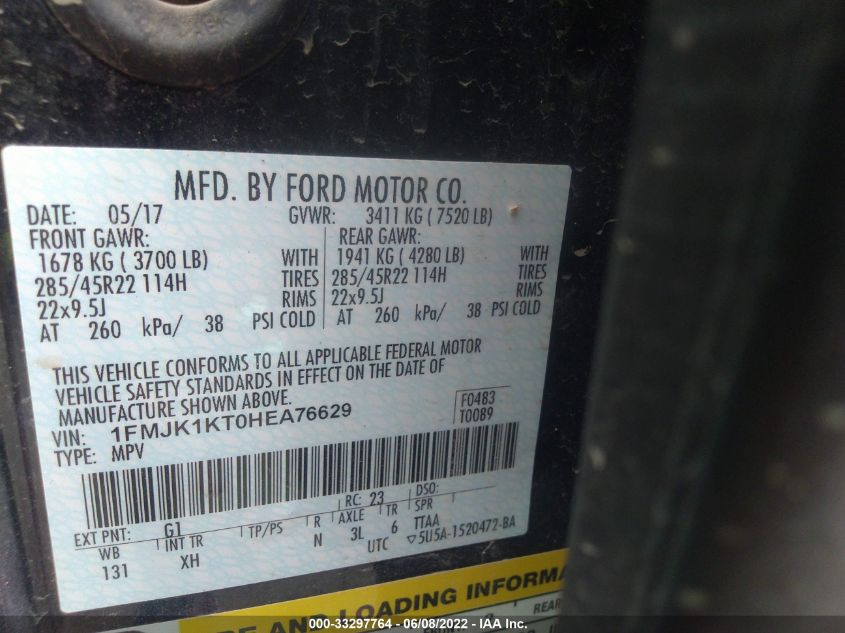 MFD. BY FORD MOTOR CO.
DATE: 05/17 GVWR: 3411 KG ( 7520 LB)
FRONT GAWR: REAR GAWR:
1678 KG ( 3700 LB) WITH 1941 KG ( 4280 LB) WITH
285/45R22 114H TIRES 285/45R22 114H TIRES
22x9.5J RIMS 22x9.5J RIMS
AT 260 kPa/ 38 PSI COLD AT 260 kPa/ 38 PSI COLD
THIS VEHICLE CONFORMS TO ALL APPLICABLE FEDERAL MOTOR
VEHICLE SAFETY STANDARDS IN EFFECT ON THE DATE OF
MANUFACTURE SHOWN ABOVE.
F0483
VIN: 1FMJK1KT0HEA76629 T0089
TYPE: MPV
EXT PNT: G1 RC: 23 DSO:
WB INT TR TP/PS R AXLE TR SPR
131 XH N 3L 6 TTAA
UTC ▽5U5A-1520472-BA
AND LOADING INFORMA
REAR
000-33297764 - 06/08/2022 - IAA Inc.